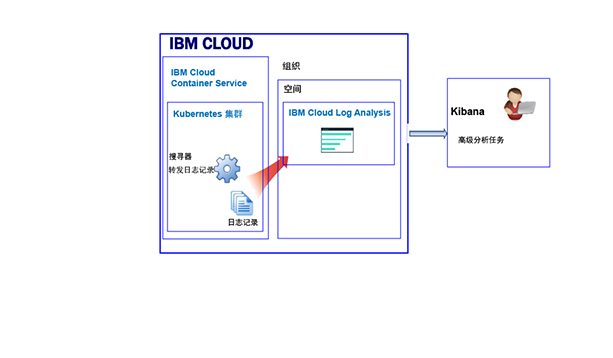 IBM CLOUD
IBM Cloud
Container Service
Kubernetes 集群
搜寻器
转发日志记录
日志记录
组织
空间
IBM Cloud Log Analysis
Kibana
高级分析任务